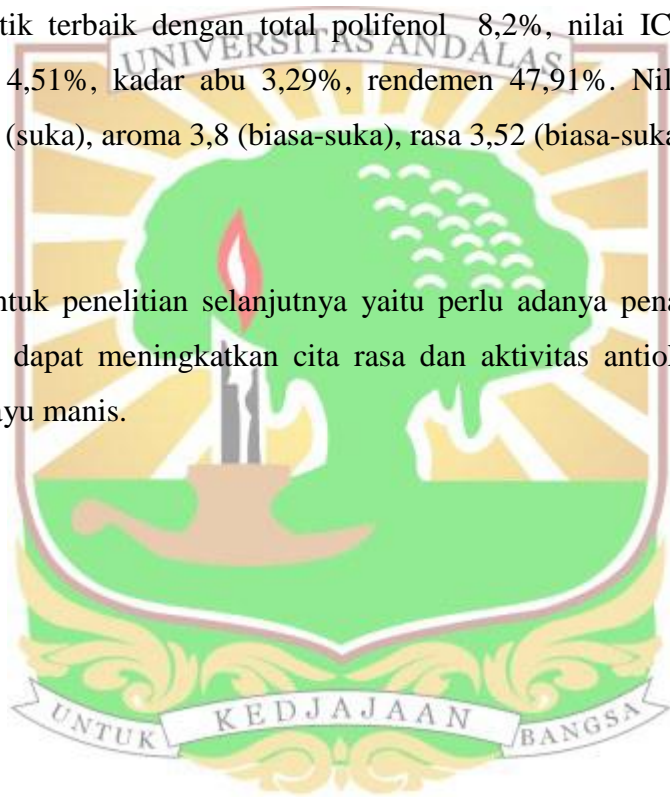 tik terbaik dengan total polifenol 8,2%, nilai IC
UNIVERSITAS ANDALAS
4,51%, kadar abu 3,29%, rendemen 47,91%. Nil
(suka), aroma 3,8 (biasa-suka), rasa 3,52 (biasa-suka
ntuk penelitian selanjutnya yaitu perlu adanya pena
dapat meningkatkan cita rasa dan aktivitas antiol
ayu manis.
UNTUK KEDJAJAAN BANGSA